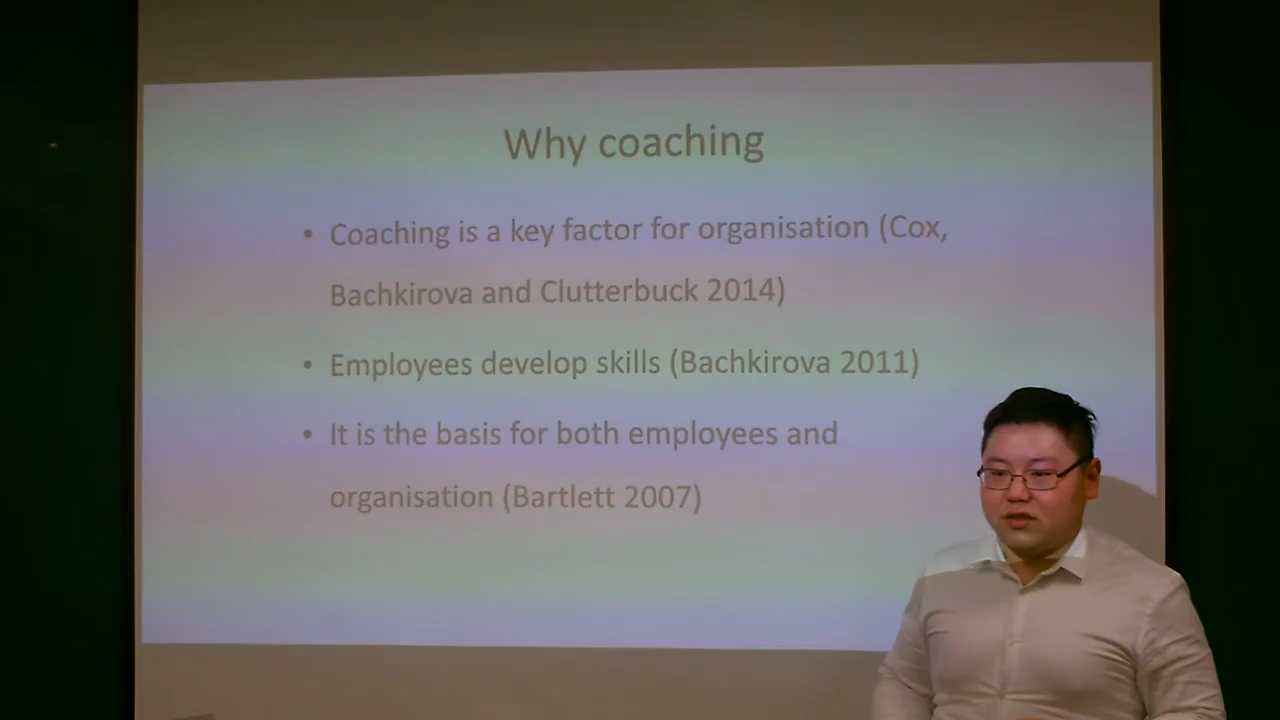 Why coaching
• Coaching is a key factor for organisation (Cox,
Bachkirova and Clutterbuck 2014)
• Employees develop skills (Bachkirova 2011)
• It is the basis for both employees and
organisation (Bartlett 2007)